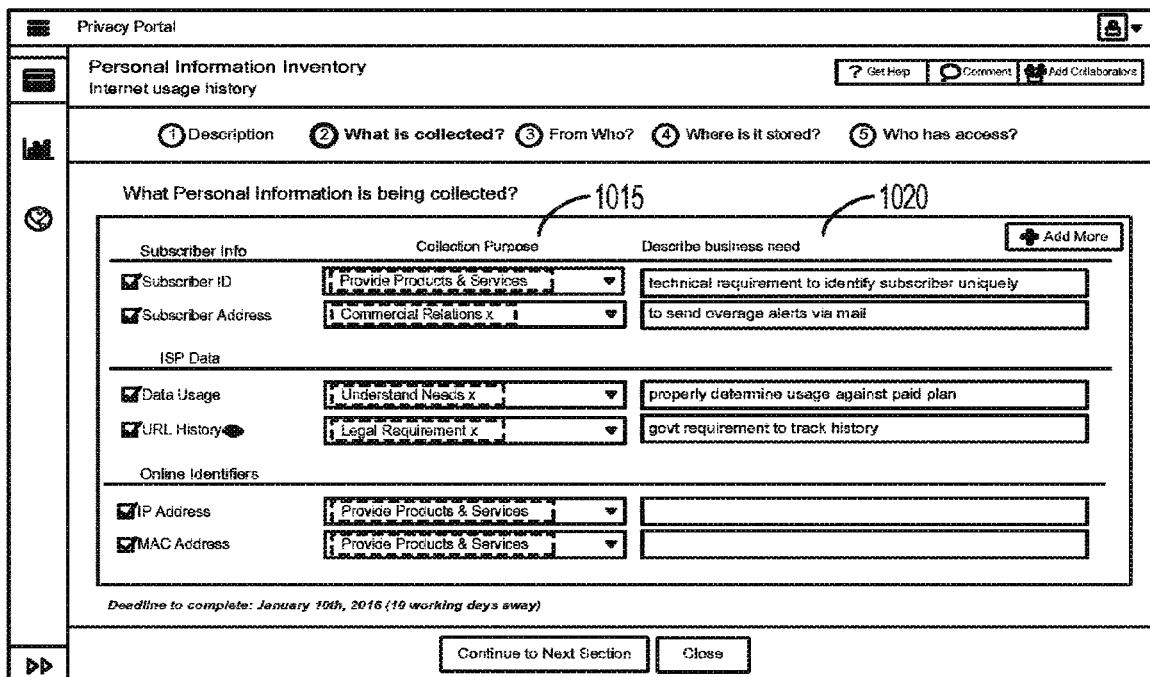 Privacy Portal
Personal Information Inventory
Internet usage history
? Get Help Comment Add Collaborators
1 Description 2 What is collected? 3 From Who? 4 Where is it stored? 5 Who has access?
What Personal Information is being collected?
1015 1020
Add More
Subscriber Info Collection Purpose Describe business need
Subscriber ID Provide Products & Services technical requirement to identify subscriber uniquely
Subscriber Address Commercial Relations x to send overage alerts via mail
ISP Data
Data Usage Understand Needs x properly determine usage against paid plan
URL History Legal Requirement x govt requirement to track history
Online Identifiers
IP Address Provide Products & Services
MAC Address Provide Products & Services
Deadline to complete: January 10th, 2016 (10 working days away)
Continue to Next Section Close